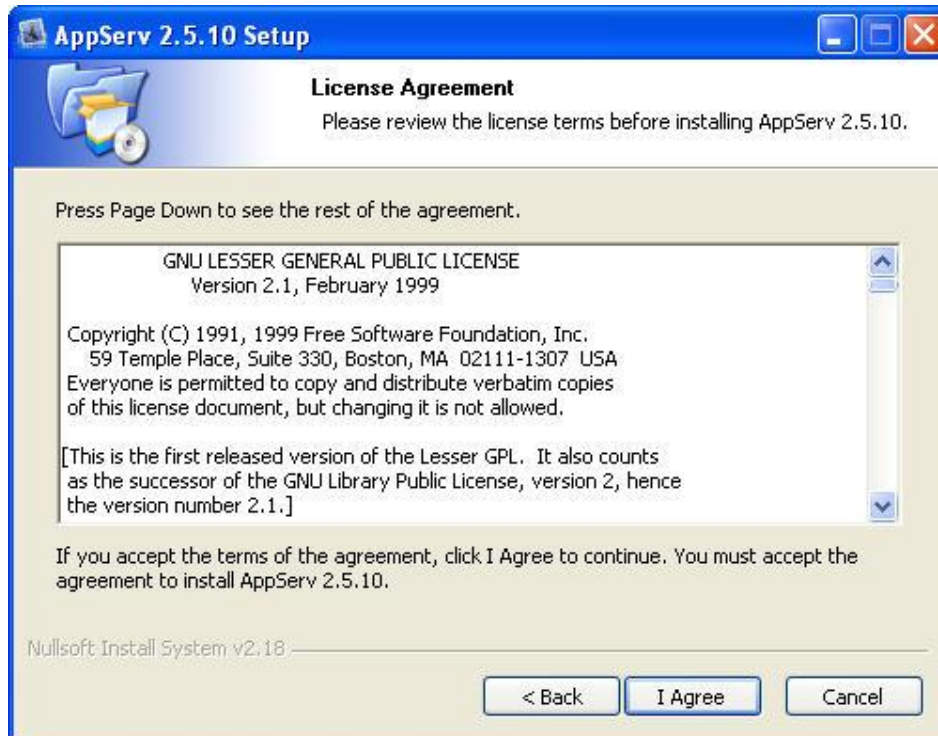 AppServ 2.5.10 Setup
License Agreement
Please review the license terms before installing AppServ 2.5.10.
Press Page Down to see the rest of the agreement.
GNU LESSER GENERAL PUBLIC LICENSE
Version 2.1, February 1999
Copyright (C) 1991, 1999 Free Software Foundation, Inc.
59 Temple Place, Suite 330, Boston, MA  02111-1307  USA
Everyone is permitted to copy and distribute verbatim copies
of this license document, but changing it is not allowed.
[This is the first released version of the Lesser GPL.  It also counts
as the successor of the GNU Library Public License, version 2, hence
the version number 2.1.]
If you accept the terms of the agreement, click I Agree to continue. You must accept the
agreement to install AppServ 2.5.10.
Nullsoft Install System v2.18
< Back I Agree Cancel